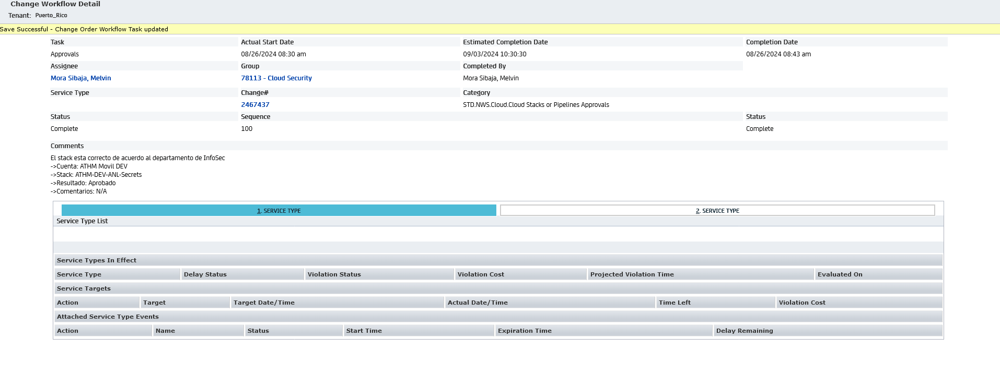 Change Workflow Detail
Tenant: Puerto_Rico
Save Successful - Change Order Workflow Task updated
Task Actual Start Date Estimated Completion Date Completion Date
Approvals 08/26/2024 08:30 am 09/03/2024 10:30:30 08/26/2024 08:43 am
Assignee Group Completed By
Mora Sibaja, Melvin 78113 - Cloud Security Mora Sibaja, Melvin
Service Type Change# Category
2467437 STD.NWS.Cloud.Cloud Stacks or Pipelines Approvals
Status Sequence Status
Complete 100 Complete
Comments
El stack esta correcto de acuerdo al departamento de InfoSec
->Cuenta: ATHM Movil DEV
->Stack: ATHM-DEV-ANL-Secrets
->Resultado: Aprobado
->Comentarios: N/A
1. SERVICE TYPE 2. SERVICE TYPE
Service Type List
Service Types In Effect
Service Type Delay Status Violation Status Violation Cost Projected Violation Time Evaluated On
Service Targets
Action Target Target Date/Time Actual Date/Time Time Left Violation Cost
Attached Service Type Events
Action Name Status Start Time Expiration Time Delay Remaining